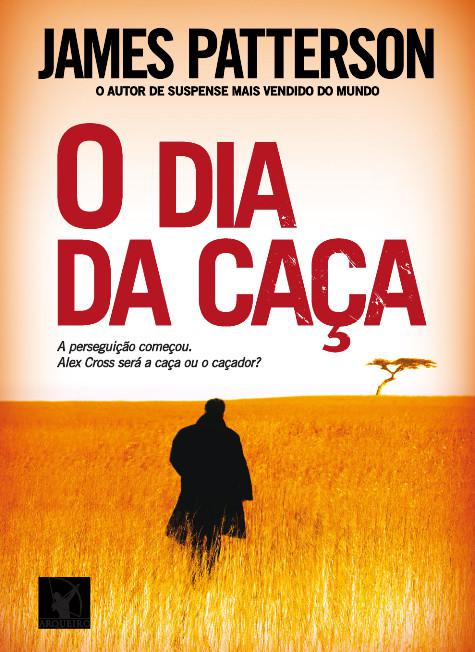 JAMES PATTERSON
O AUTOR DE SUSPENSE MAIS VENDIDO DO MUNDO
O DIA
DA CAÇA
A perseguição começou.
Alex Cross será a caça ou o caçador?
ARQUEIRO